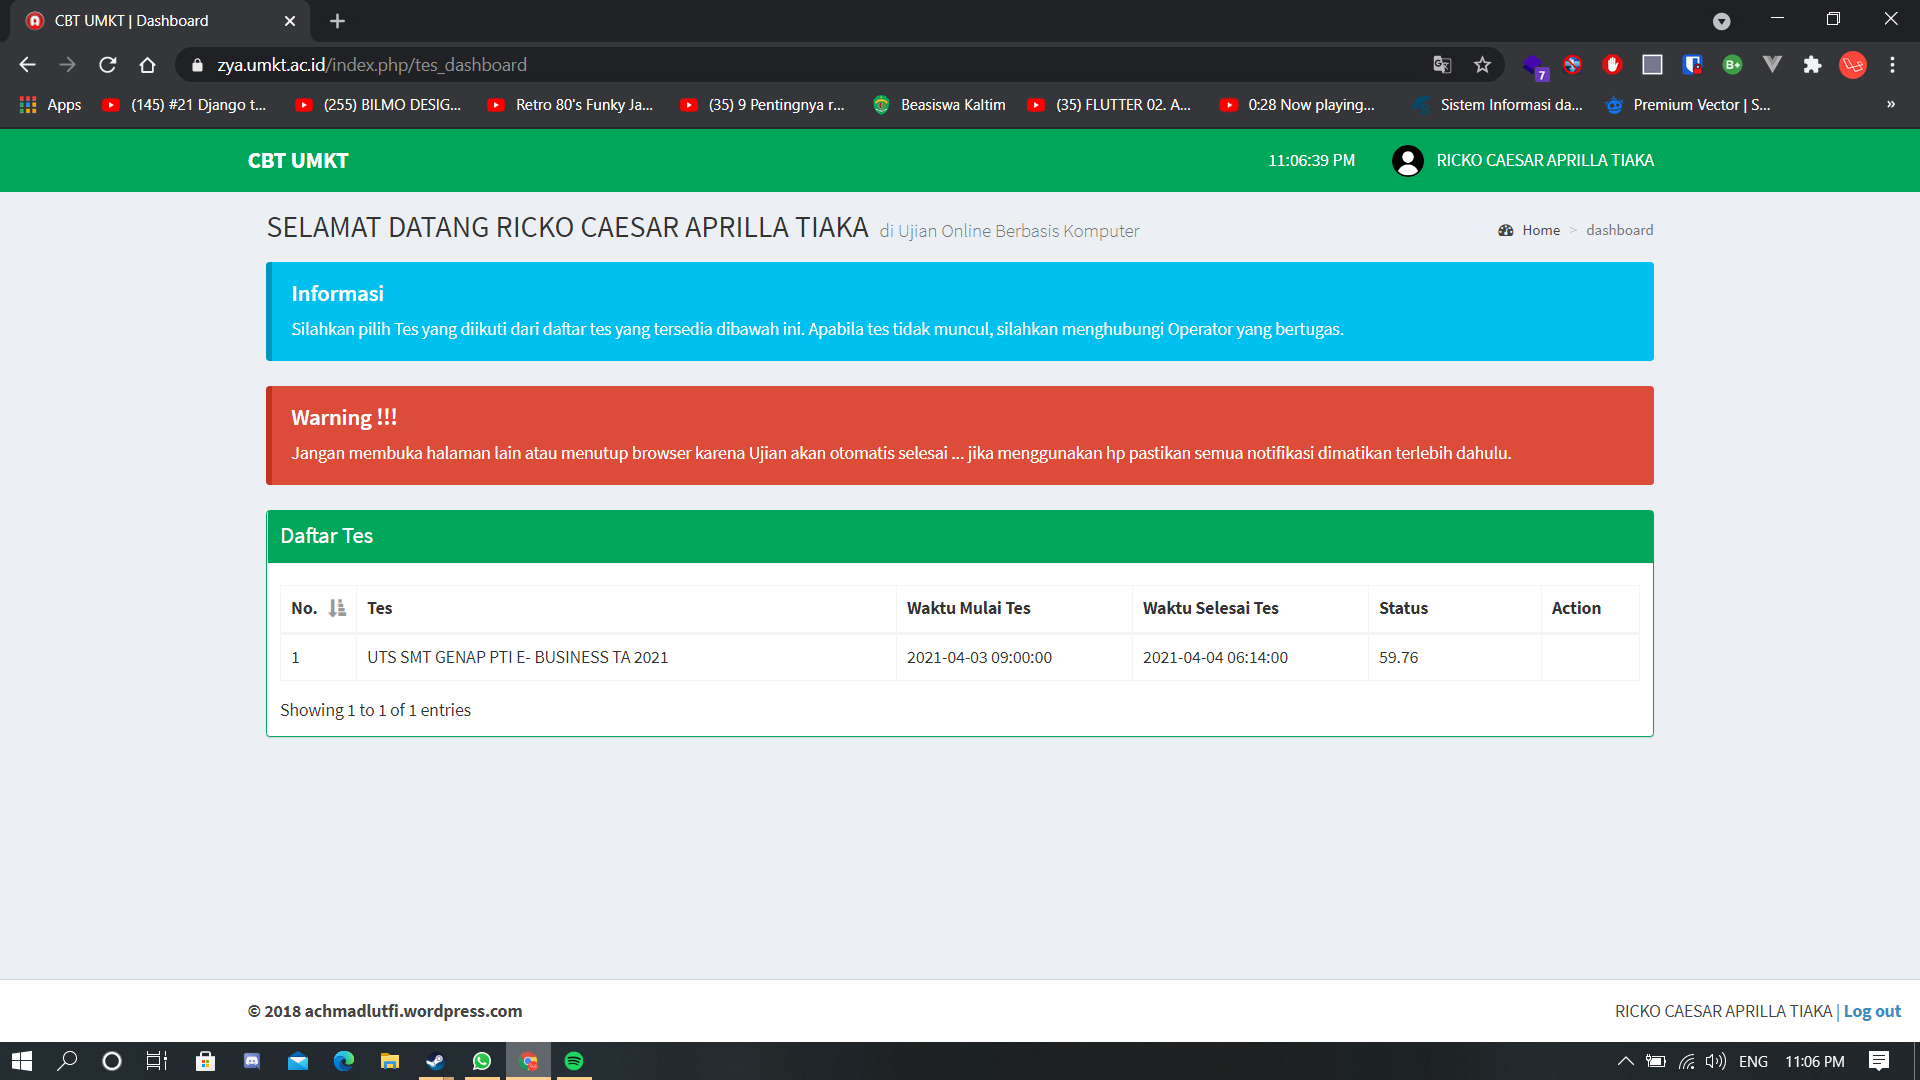 CBT UMKT | Dashboard
zya.umkt.ac.id/index.php/tes_dashboard
7
B+
Apps
(145) #21 Django t...
(255) BILMO DESIG...
Retro 80's Funky Ja...
(35) 9 Pentingnya r...
Beasiswa Kaltim
(35) FLUTTER 02. A...
0:28 Now playing...
Sistem Informasi da...
Premium Vector | S...
»
CBT UMKT
11:06:39 PM
RICKO CAESAR APRILLA TIAKA
SELAMAT DATANG RICKO CAESAR APRILLA TIAKA di Ujian Online Berbasis Komputer
Home > dashboard
Informasi
Silahkan pilih Tes yang diikuti dari daftar tes yang tersedia dibawah ini. Apabila tes tidak muncul, silahkan menghubungi Operator yang bertugas.
Warning !!!
Jangan membuka halaman lain atau menutup browser karena Ujian akan otomatis selesai ... jika menggunakan hp pastikan semua notifikasi dimatikan terlebih dahulu.
Daftar Tes
No. Tes Waktu Mulai Tes Waktu Selesai Tes Status Action
1 UTS SMT GENAP PTI E- BUSINESS TA 2021 2021-04-03 09:00:00 2021-04-04 06:14:00 59.76
Showing 1 to 1 of 1 entries
© 2018 achmadlutfi.wordpress.com
RICKO CAESAR APRILLA TIAKA | Log out
ENG
11:06 PM